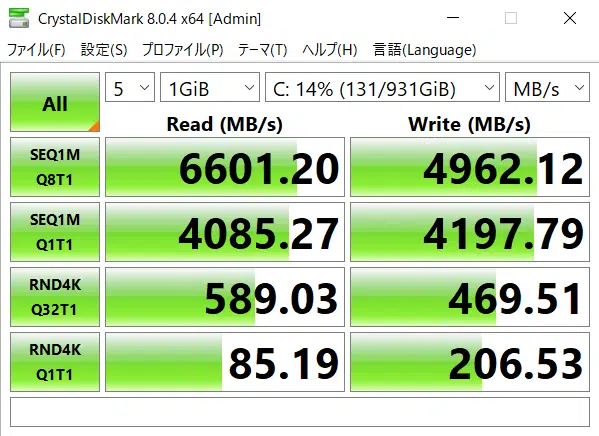 CrystalDiskMark 8.0.4 x64 [Admin]
ファイル(F) 設定(S) プロファイル(P) テーマ(T) ヘルプ(H) 言語(Language)
All 5 1GiB C: 14% (131/931GiB) MB/s
Read (MB/s) Write (MB/s)
SEQ1M
Q8T1 6601.20 4962.12
SEQ1M
Q1T1 4085.27 4197.79
RND4K
Q32T1 589.03 469.51
RND4K
Q1T1 85.19 206.53